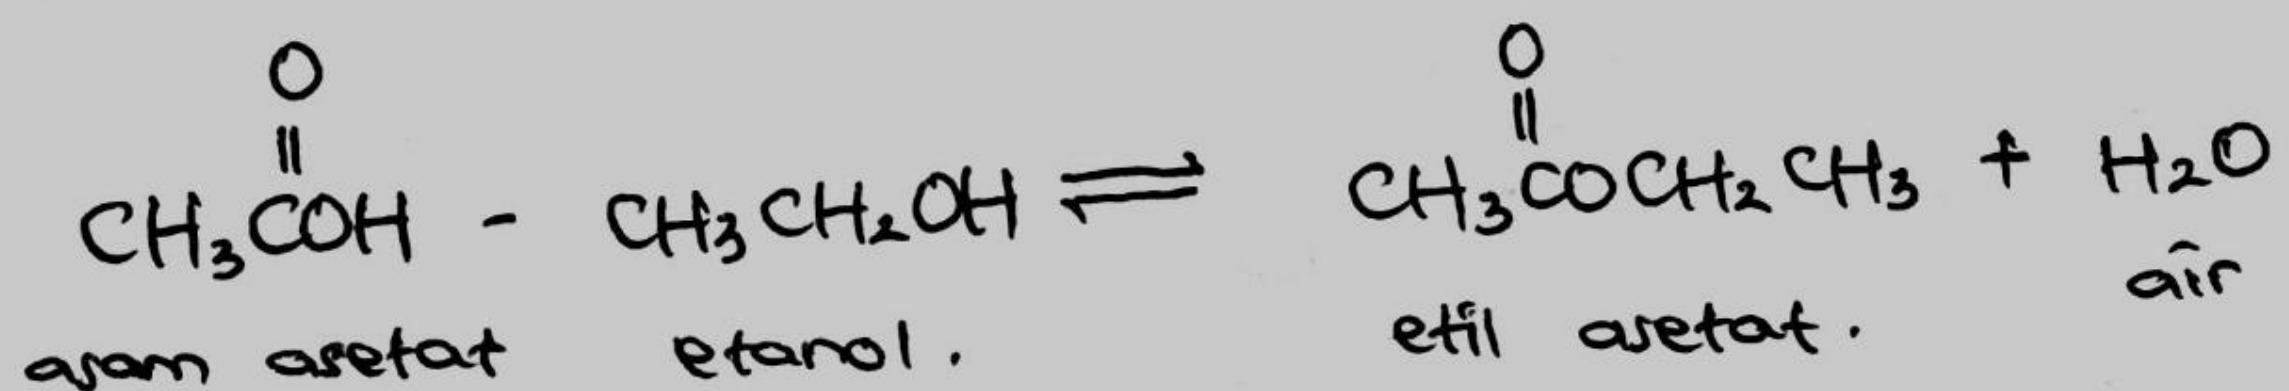 O O
|| ||
CH₃COH - CH₃CH₂OH ⇌ CH₃COCH₂CH₃ + H₂O
asam asetat etanol. etil asetat. air